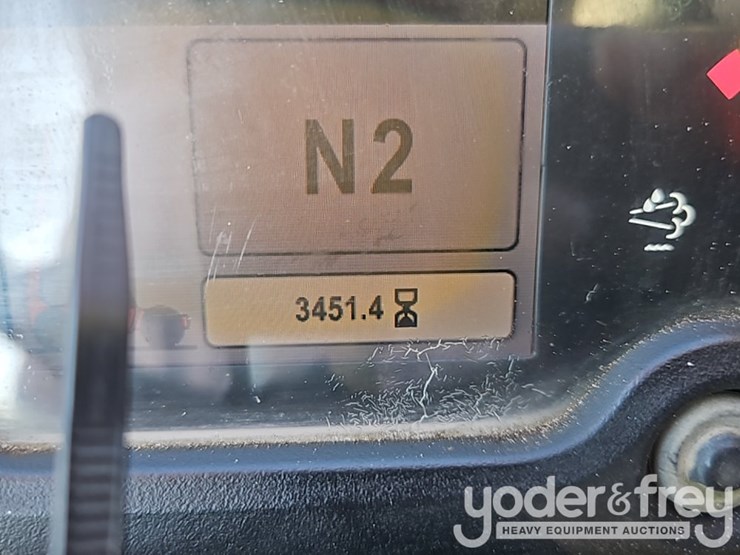 N2
3451.4
yoder&frey
HEAVY EQUIPMENT AUCTIONS